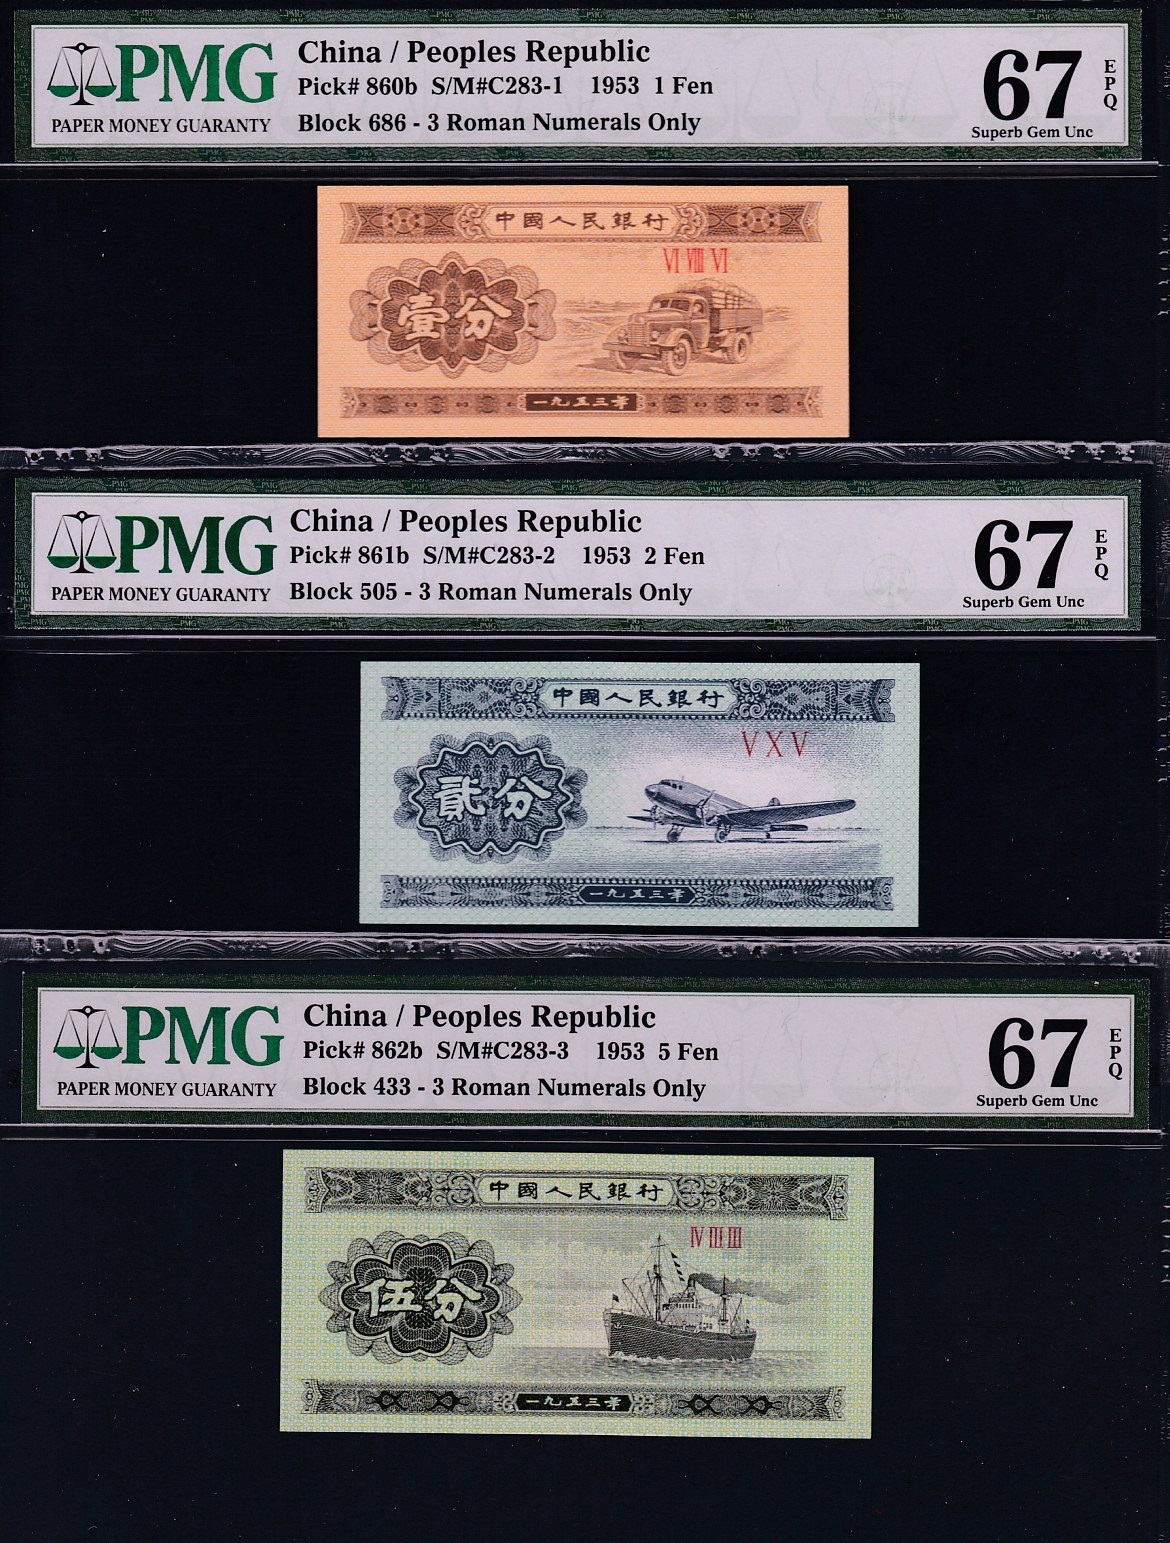 PMG
PAPER MONEY GUARANTY
China / Peoples Republic
Pick# 860b S/M#C283-1 1953 1 Fen
Block 686 - 3 Roman Numerals Only
67
EPQ
Superb Gem Unc
中國人民銀行
VI VIII VI
壹分
一九五三年
PMG
PAPER MONEY GUARANTY
China / Peoples Republic
Pick# 861b S/M#C283-2 1953 2 Fen
Block 505 - 3 Roman Numerals Only
67
EPQ
Superb Gem Unc
中國人民銀行
V X V
貳分
一九五三年
PMG
PAPER MONEY GUARANTY
China / Peoples Republic
Pick# 862b S/M#C283-3 1953 5 Fen
Block 433 - 3 Roman Numerals Only
67
EPQ
Superb Gem Unc
中國人民銀行
IV III III
伍分
一九五三年